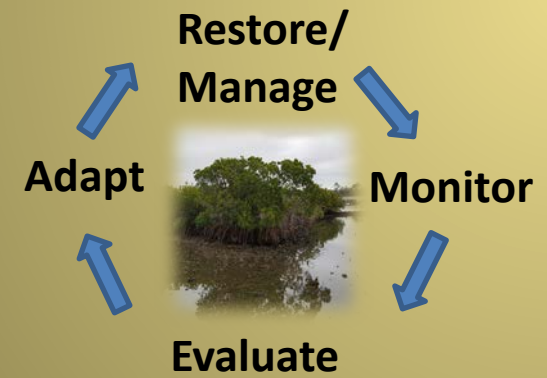 Restore/
Manage
Adapt
Monitor
Evaluate